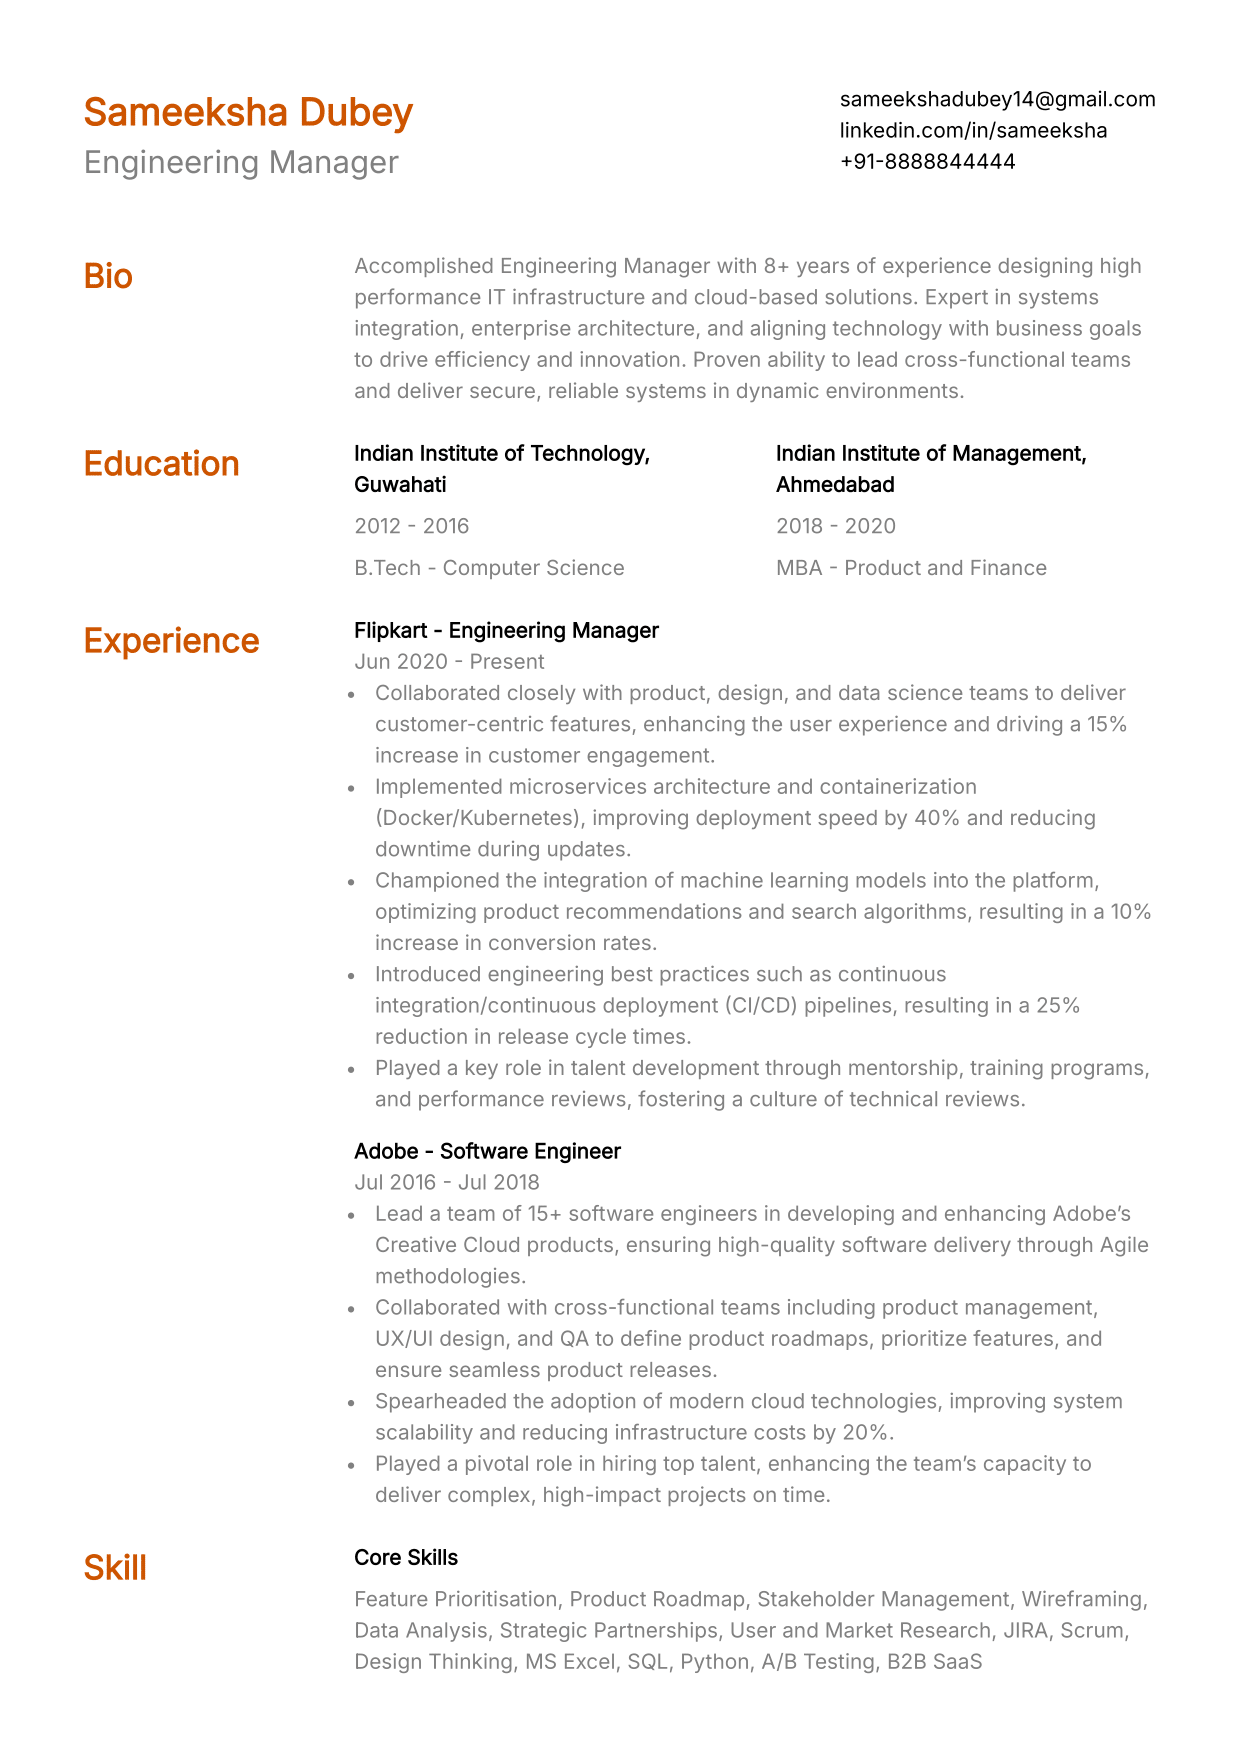 Sameeksha Dubey
Engineering Manager
sameekshadubey14@gmail.com
linkedin.com/in/sameeksha
+91-8888844444
Bio
Accomplished Engineering Manager with 8+ years of experience designing high
performance IT infrastructure and cloud-based solutions. Expert in systems
integration, enterprise architecture, and aligning technology with business goals
to drive efficiency and innovation. Proven ability to lead cross-functional teams
and deliver secure, reliable systems in dynamic environments.
Education
Indian Institute of Technology,
Guwahati
2012 - 2016
B.Tech - Computer Science
Indian Institute of Management,
Ahmedabad
2018 - 2020
MBA - Product and Finance
Experience
Flipkart - Engineering Manager
Jun 2020 - Present
• Collaborated closely with product, design, and data science teams to deliver
customer-centric features, enhancing the user experience and driving a 15%
increase in customer engagement.
• Implemented microservices architecture and containerization
(Docker/Kubernetes), improving deployment speed by 40% and reducing
downtime during updates.
• Championed the integration of machine learning models into the platform,
optimizing product recommendations and search algorithms, resulting in a 10%
increase in conversion rates.
• Introduced engineering best practices such as continuous
integration/continuous deployment (CI/CD) pipelines, resulting in a 25%
reduction in release cycle times.
• Played a key role in talent development through mentorship, training programs,
and performance reviews, fostering a culture of technical reviews.
Adobe - Software Engineer
Jul 2016 - Jul 2018
• Lead a team of 15+ software engineers in developing and enhancing Adobe’s
Creative Cloud products, ensuring high-quality software delivery through Agile
methodologies.
• Collaborated with cross-functional teams including product management,
UX/UI design, and QA to define product roadmaps, prioritize features, and
ensure seamless product releases.
• Spearheaded the adoption of modern cloud technologies, improving system
scalability and reducing infrastructure costs by 20%.
• Played a pivotal role in hiring top talent, enhancing the team’s capacity to
deliver complex, high-impact projects on time.
Skill
Core Skills
Feature Prioritisation, Product Roadmap, Stakeholder Management, Wireframing,
Data Analysis, Strategic Partnerships, User and Market Research, JIRA, Scrum,
Design Thinking, MS Excel, SQL, Python, A/B Testing, B2B SaaS